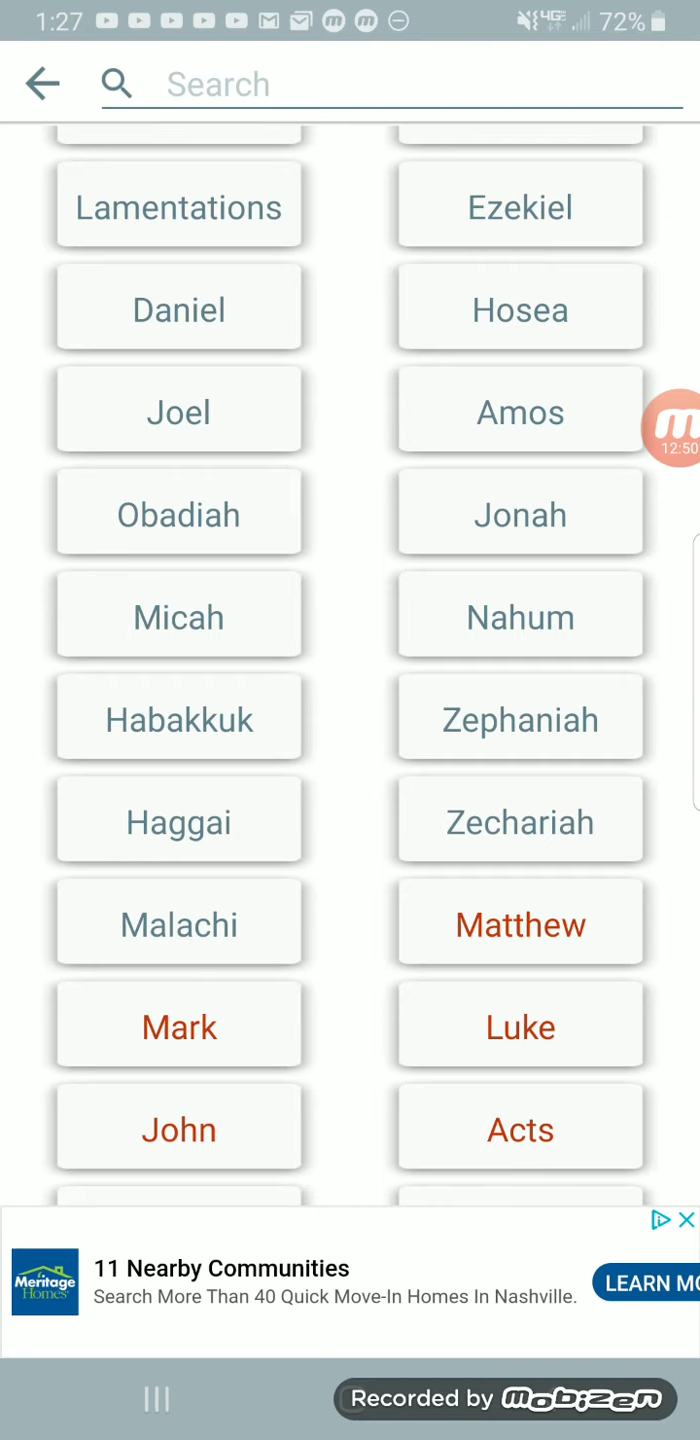 1:27 4GE 72%
Search
Lamentations Ezekiel
Daniel Hosea
Joel Amos
12:50
Obadiah Jonah
Micah Nahum
Habakkuk Zephaniah
Haggai Zechariah
Malachi Matthew
Mark Luke
John Acts
Meritage Homes
11 Nearby Communities
Search More Than 40 Quick Move-In Homes In Nashville.
LEARN MO
Recorded by mobizen